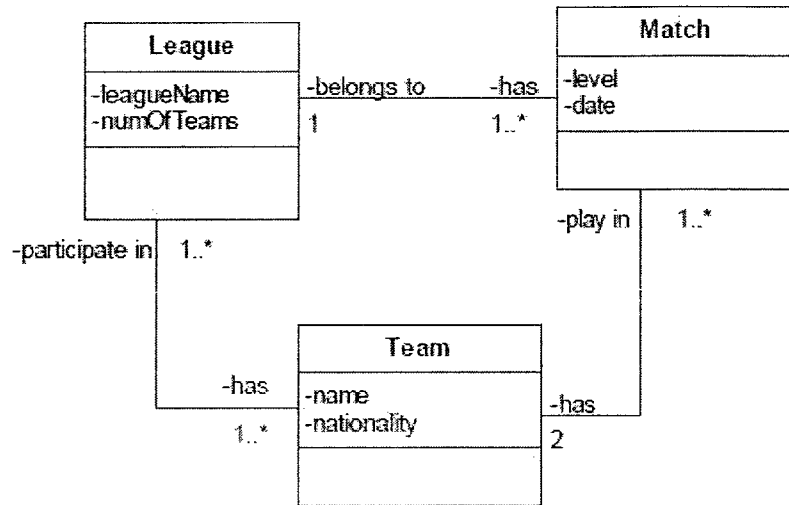 League
-leagueName
-numOfTeams
Match
-level
-date
-belongs to
-has
1
1..*
-participate in
1..*
-play in
1..*
Team
-name
-nationality
-has
1..*
-has
2